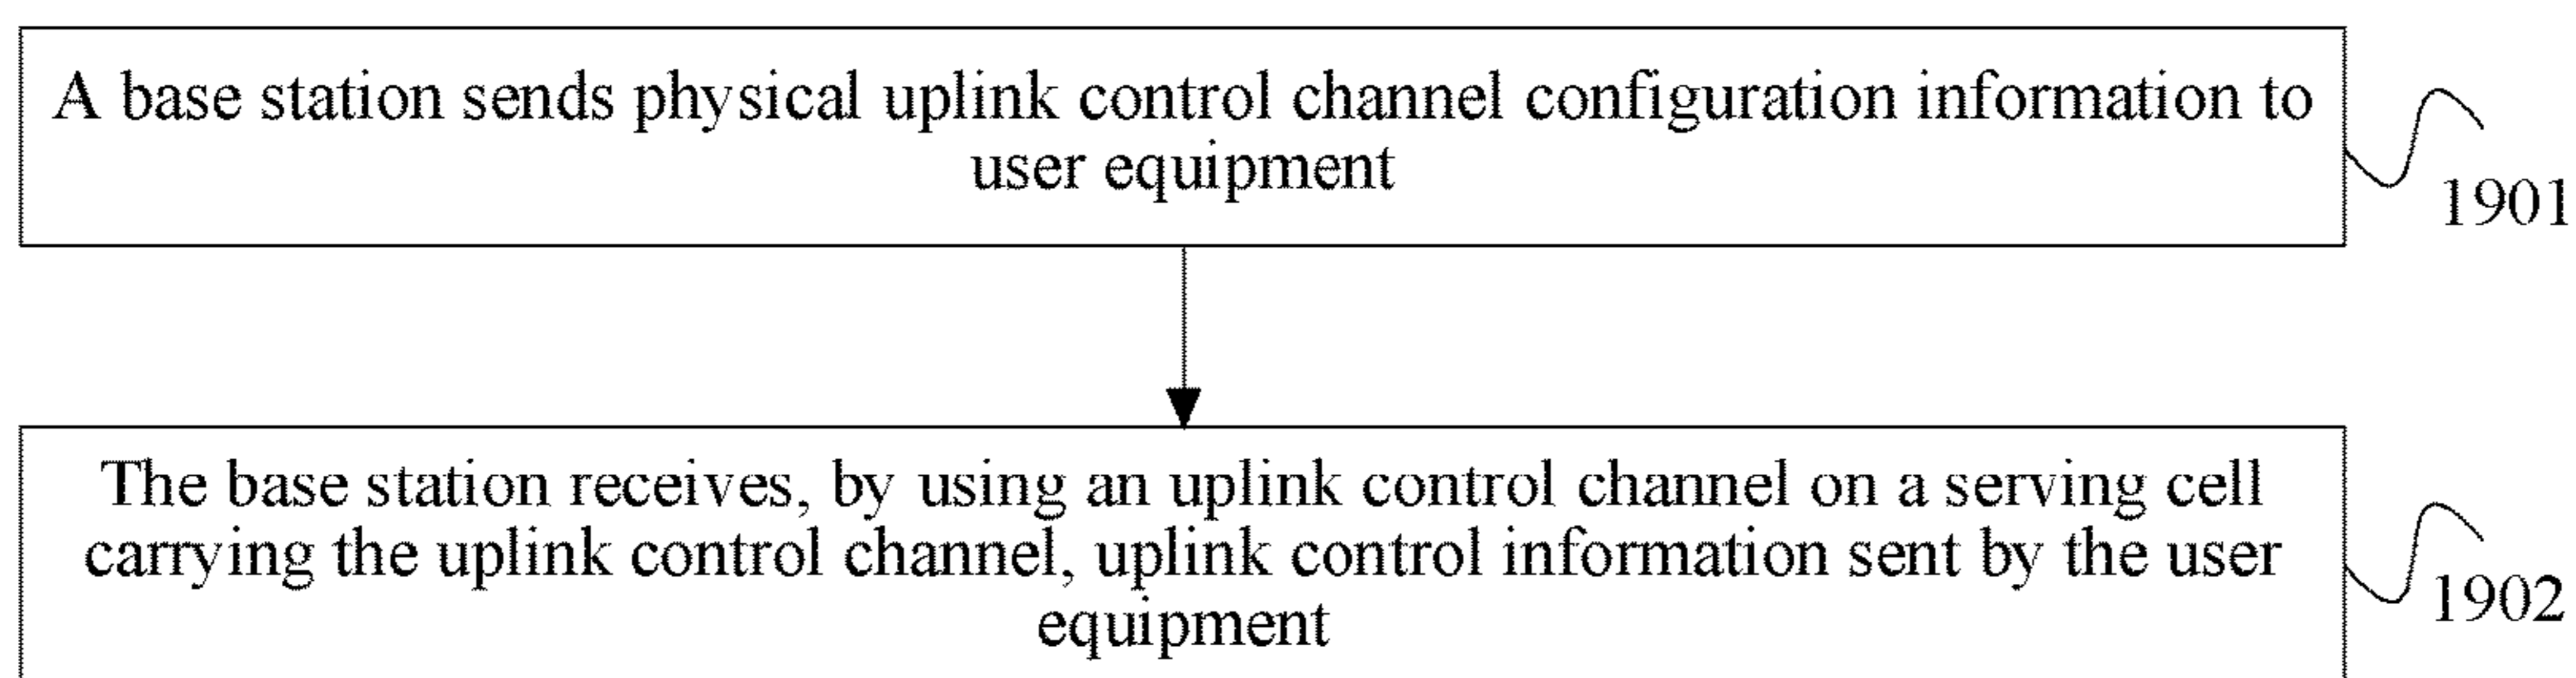 A base station sends physical uplink control channel configuration information to
user equipment
1901
The base station receives, by using an uplink control channel on a serving cell
carrying the uplink control channel, uplink control information sent by the user
equipment
1902